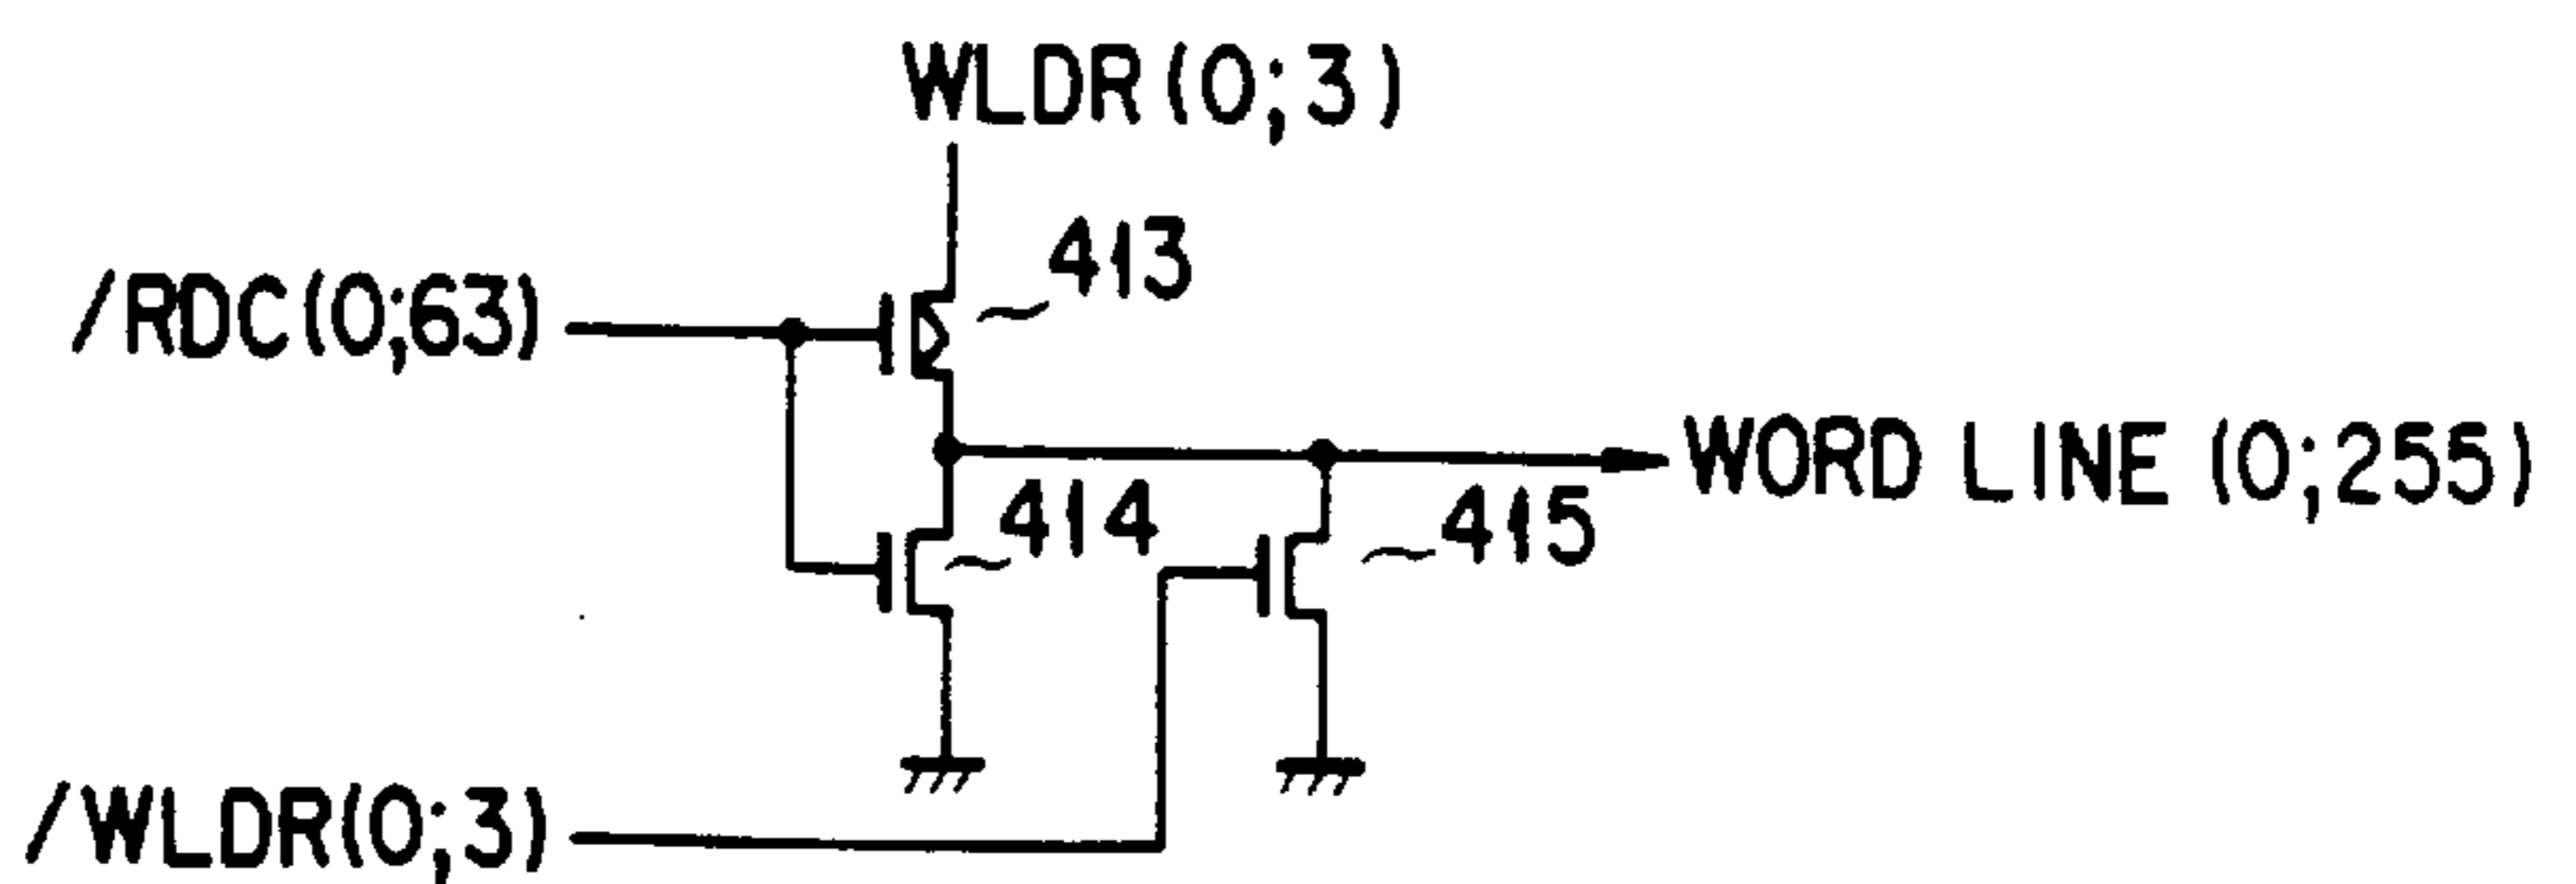 WLDR(0;3)
413
/RDC(0;63)
WORD LINE (0;255)
414
415
/WLDR(0;3)